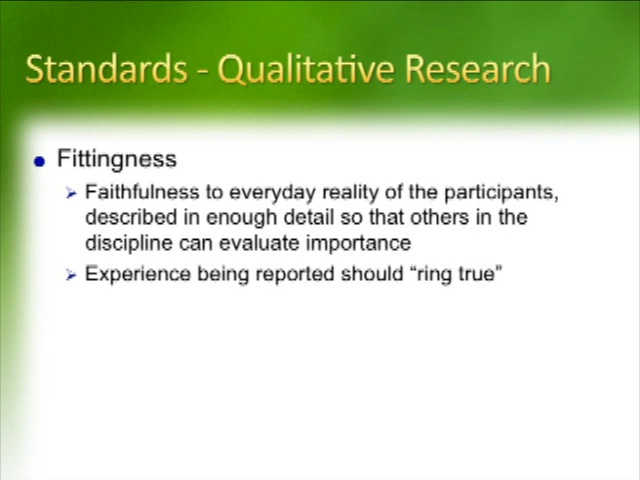 Standards - Qualitative Research
Fittingness
Faithfulness to everyday reality of the participants,
described in enough detail so that others in the
discipline can evaluate importance
Experience being reported should “ring true”